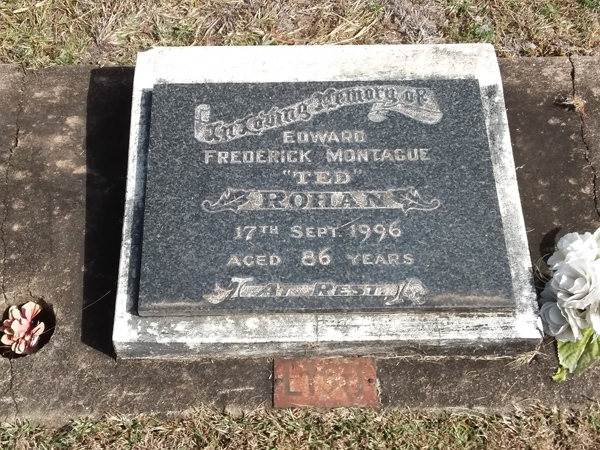 In Loving Memory of
EDWARD
FREDERICK MONTAGUE
"TED"
ROHAN
17TH SEPT. 1996
AGED 86 YEARS
AT REST